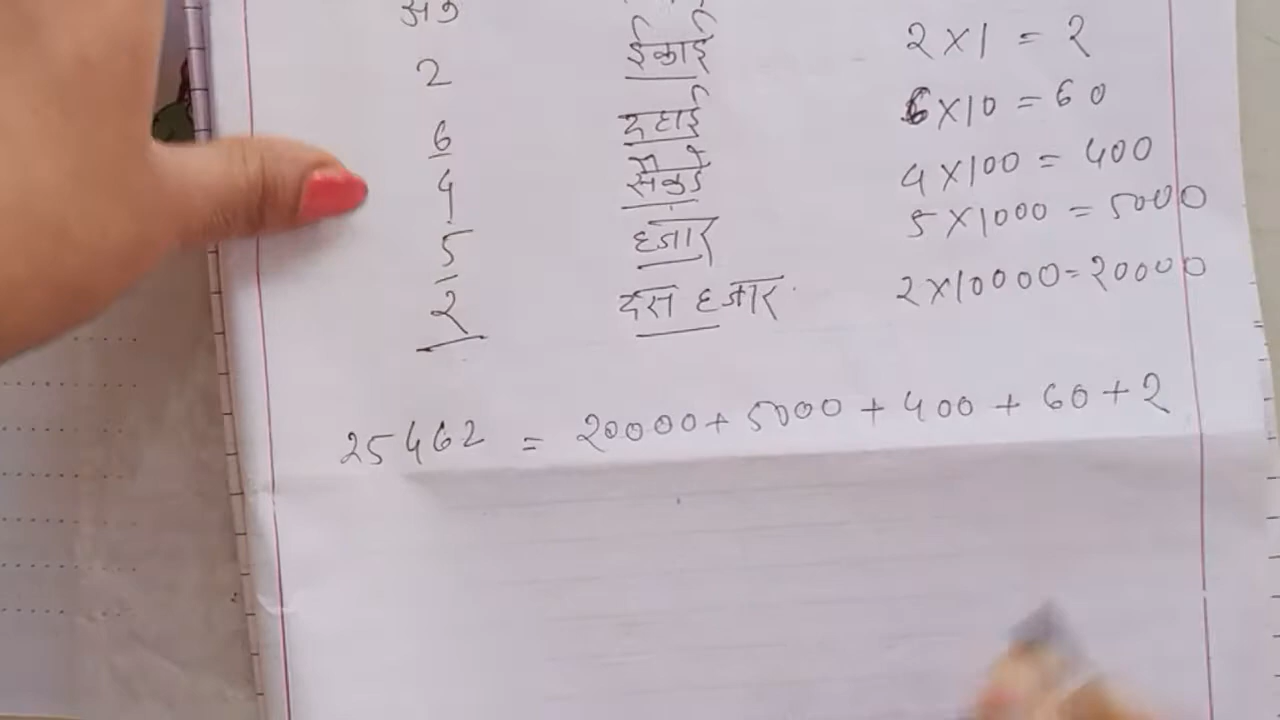 अंक
2 ईकाई 2 × 1 = 2
6 दहाई 6 × 10 = 60
4 सैकड़े 4 × 100 = 400
5 हजार 5 × 1000 = 5000
2 दस हजार 2 × 10000 = 20000
25462 = 20000 + 5000 + 400 + 60 + 2